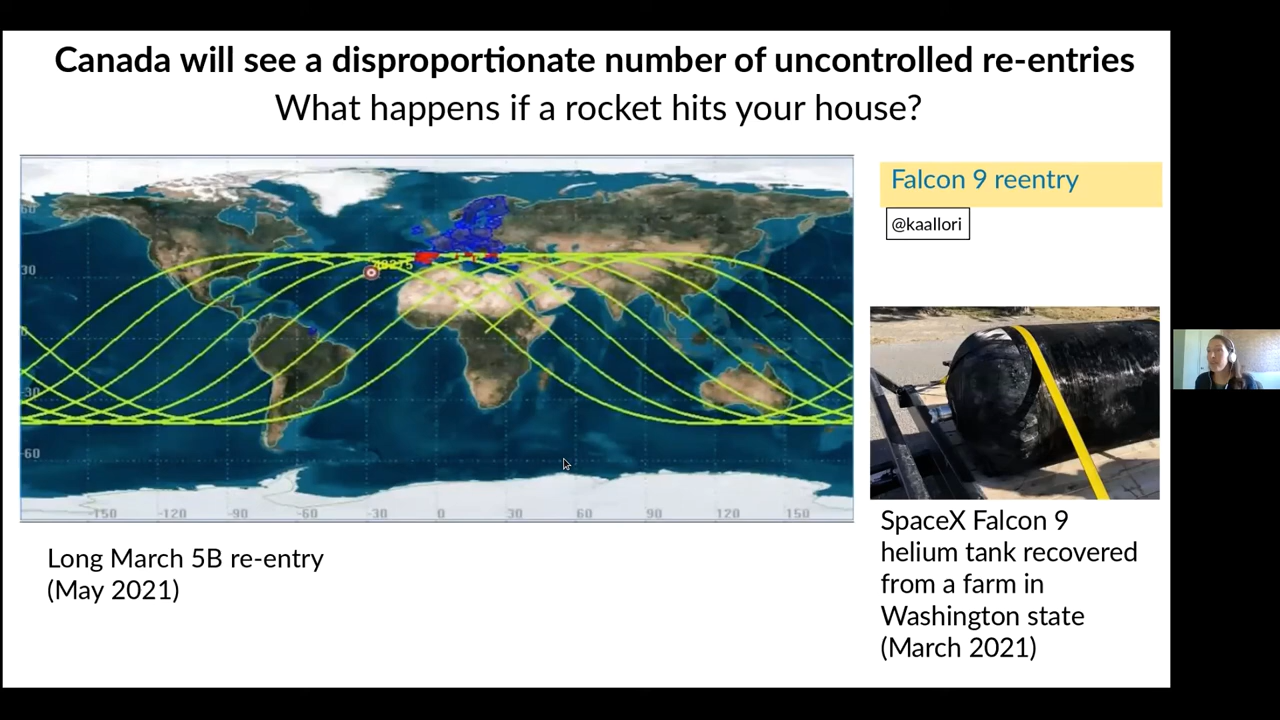 Canada will see a disproportionate number of uncontrolled re-entries
What happens if a rocket hits your house?
Falcon 9 reentry
@kaallori
60
30
0
-30
-60
48275
-150
-120
-90
-60
-30
0
30
60
90
120
150
SpaceX Falcon 9
helium tank recovered
from a farm in
Washington state
(March 2021)
Long March 5B re-entry
(May 2021)